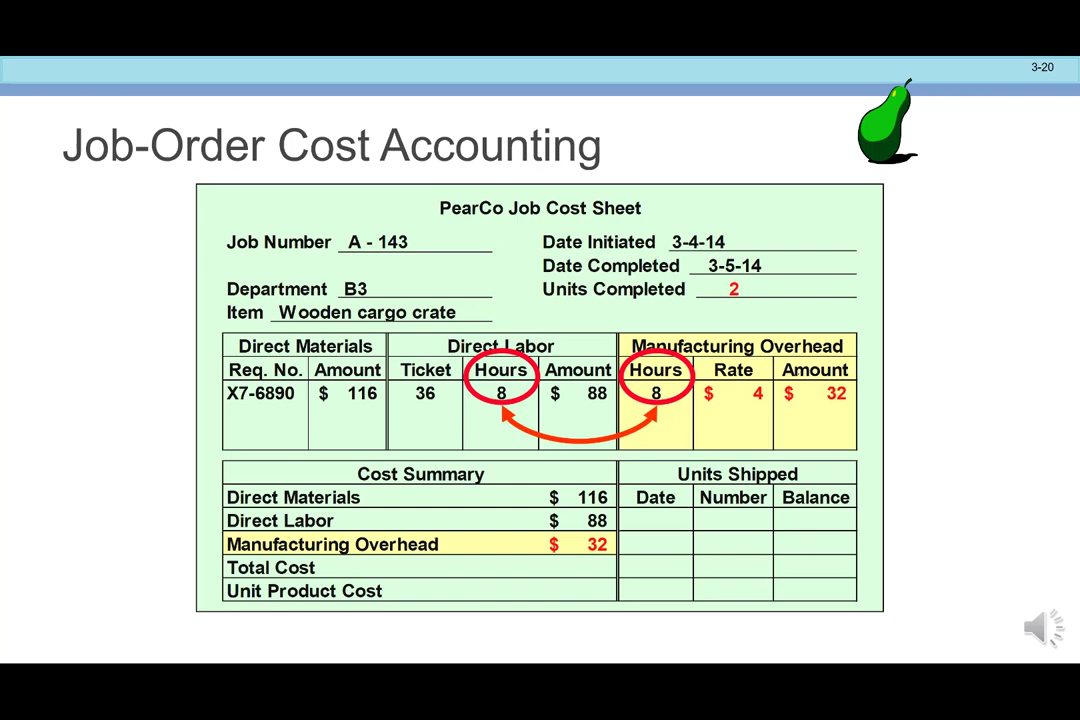 3-20
Job-Order Cost Accounting
PearCo Job Cost Sheet
Job Number A - 143 Date Initiated 3-4-14
Date Completed 3-5-14
Department B3 Units Completed 2
Item Wooden cargo crate
Direct Materials Direct Labor Manufacturing Overhead
Req. No. Amount Ticket Hours Amount Hours Rate Amount
X7-6890 $ 116 36 8 $ 88 8 $ 4 $ 32
Cost Summary Units Shipped
Direct Materials $ 116 Date Number Balance
Direct Labor $ 88
Manufacturing Overhead $ 32
Total Cost
Unit Product Cost